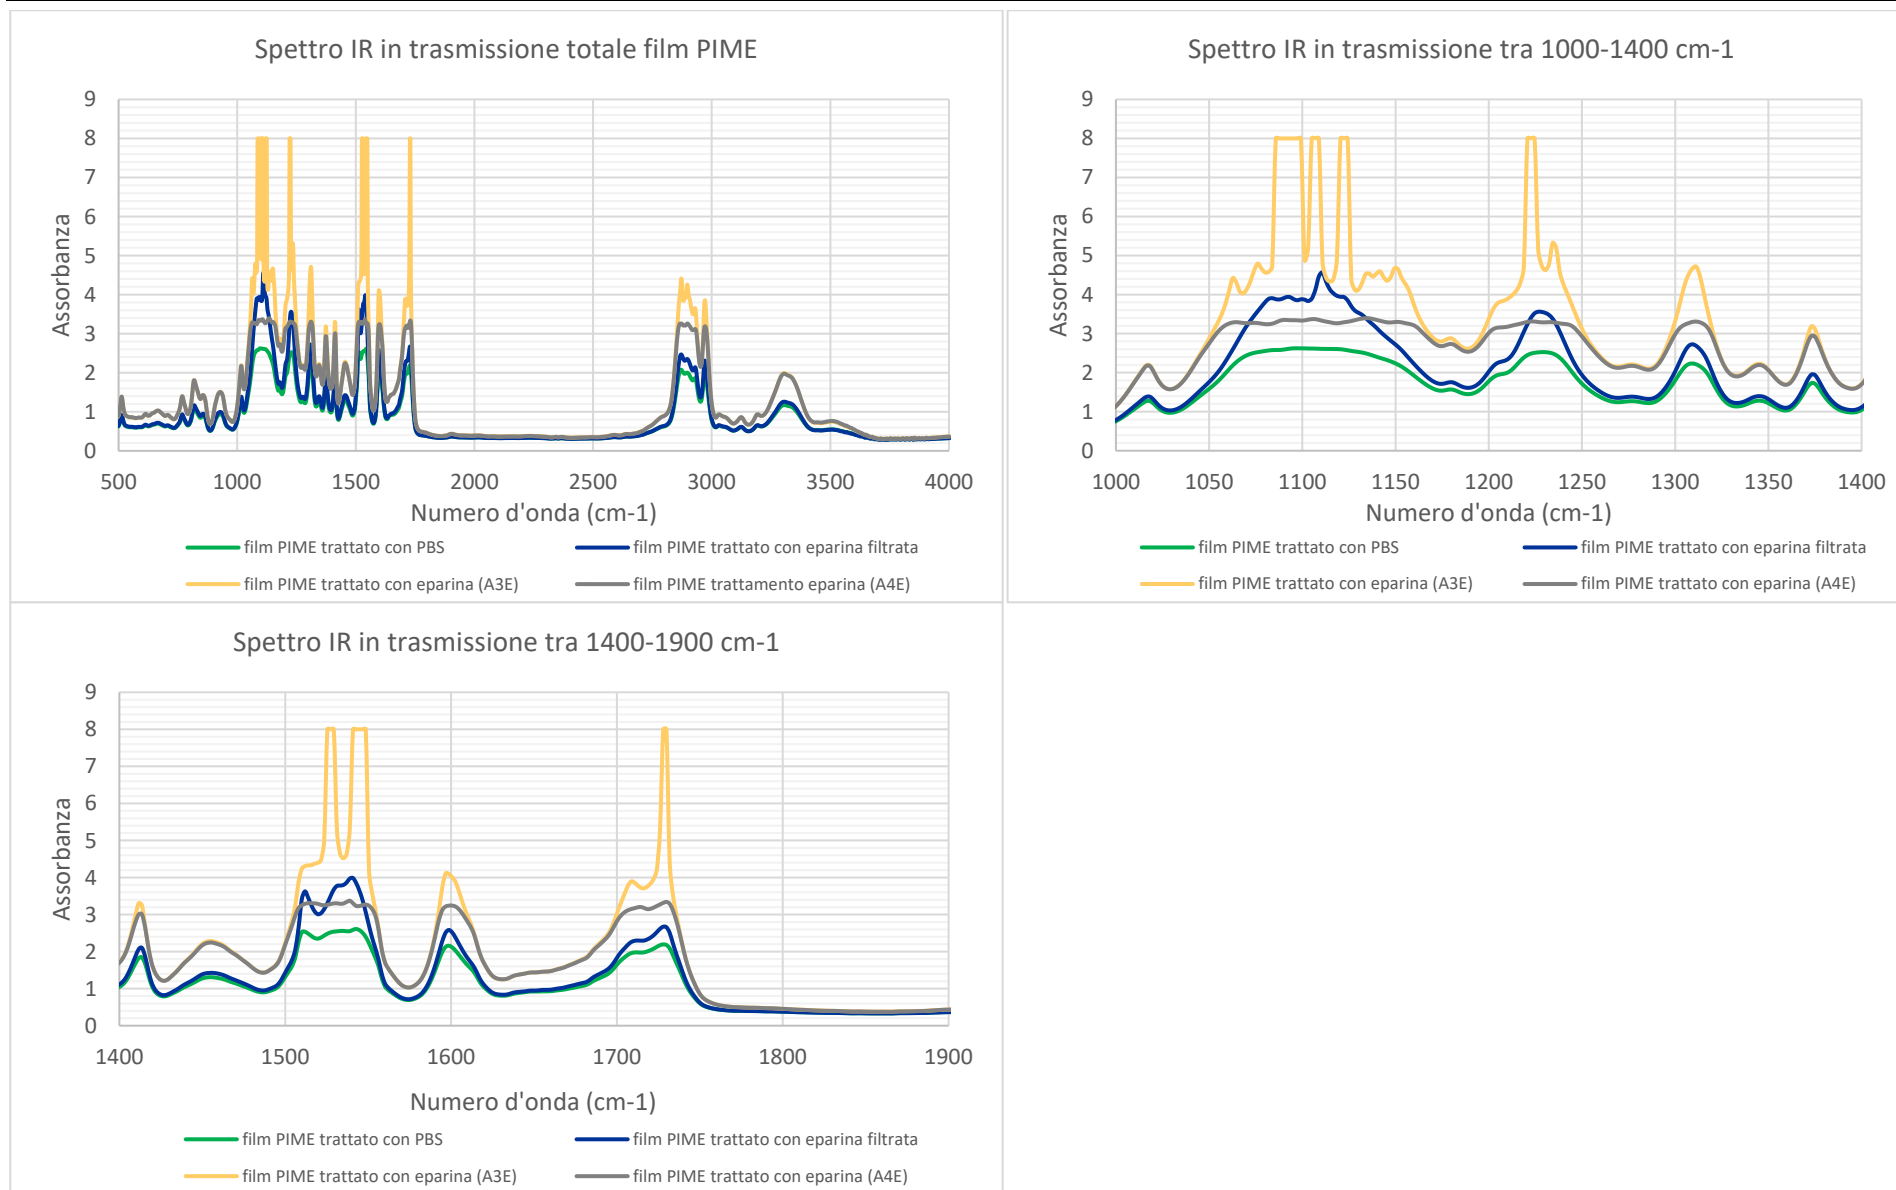 Spettro IR in trasmissione totale film PIME
9
8
7
6
5
4
3
2
1
0
Assorbanza
500 1000 1500 2000 2500 3000 3500 4000
Numero d'onda (cm-1)
film PIME trattato con PBS film PIME trattato con eparina filtrata
film PIME trattato con eparina (A3E) film PIME trattamento eparina (A4E)
Spettro IR in trasmissione tra 1000-1400 cm-1
9
8
7
6
5
4
3
2
1
0
Assorbanza
1000 1050 1100 1150 1200 1250 1300 1350 1400
Numero d'onda (cm-1)
film PIME trattato con PBS film PIME trattato con eparina filtrata
film PIME trattato con eparina (A3E) film PIME trattato con eparina (A4E)
Spettro IR in trasmissione tra 1400-1900 cm-1
9
8
7
6
5
4
3
2
1
0
Assorbanza
1400 1500 1600 1700 1800 1900
Numero d'onda (cm-1)
film PIME trattato con PBS film PIME trattato con eparina filtrata
film PIME trattato con eparina (A3E) film PIME trattato con eparina (A4E)